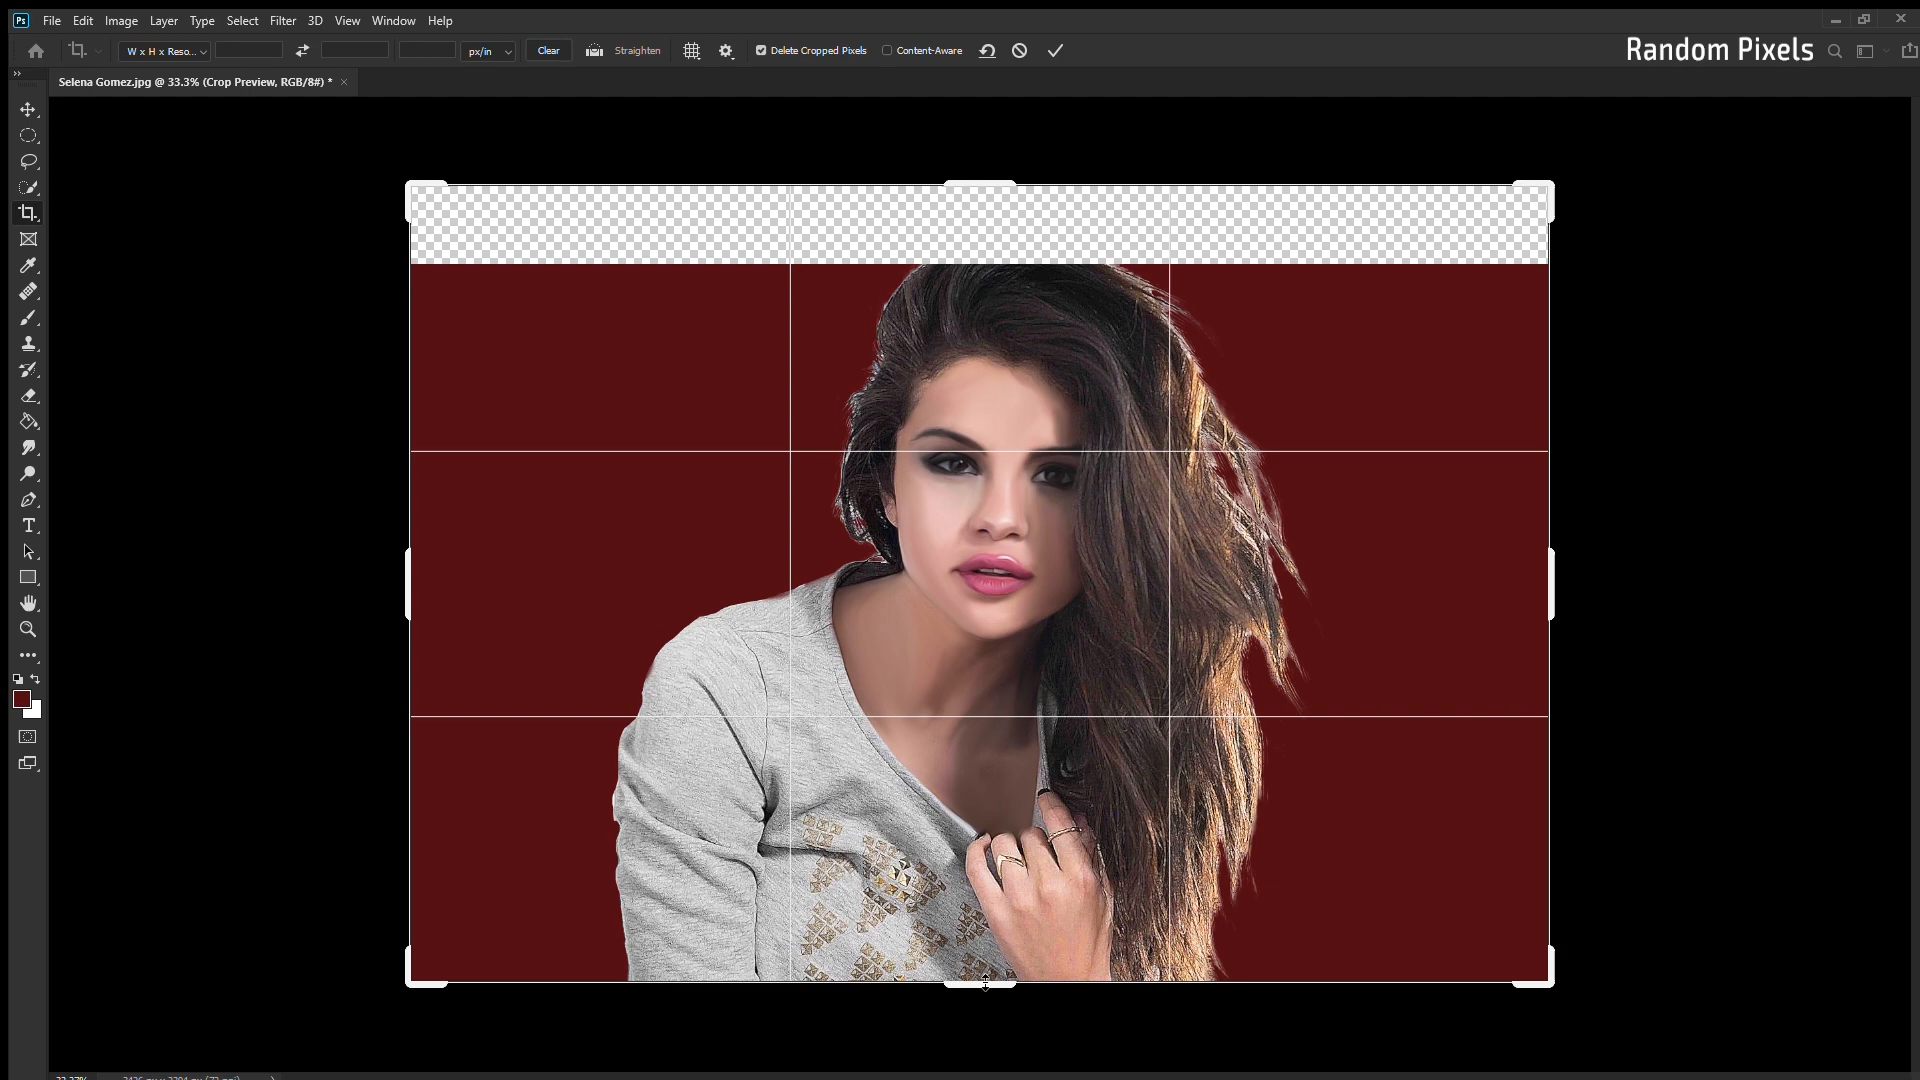 Ps File Edit Image Layer Type Select Filter 3D View Window Help
W x H x Reso... px/in Clear Straighten Delete Cropped Pixels Content-Aware
Random Pixels
Selena Gomez.jpg @ 33.3% (Crop Preview, RGB/8#) *